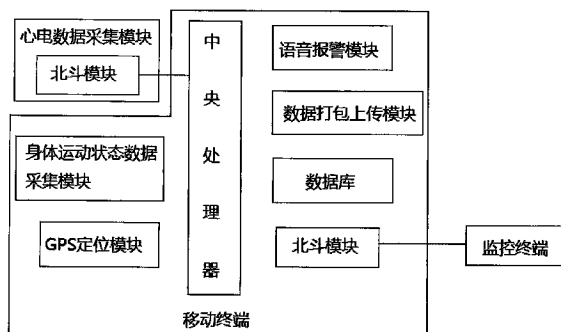 心电数据采集模块
北斗模块
身体运动状态数据
采集模块
GPS定位模块
中
央
处
理
器
语音报警模块
数据打包上传模块
数据库
北斗模块
监控终端
移动终端